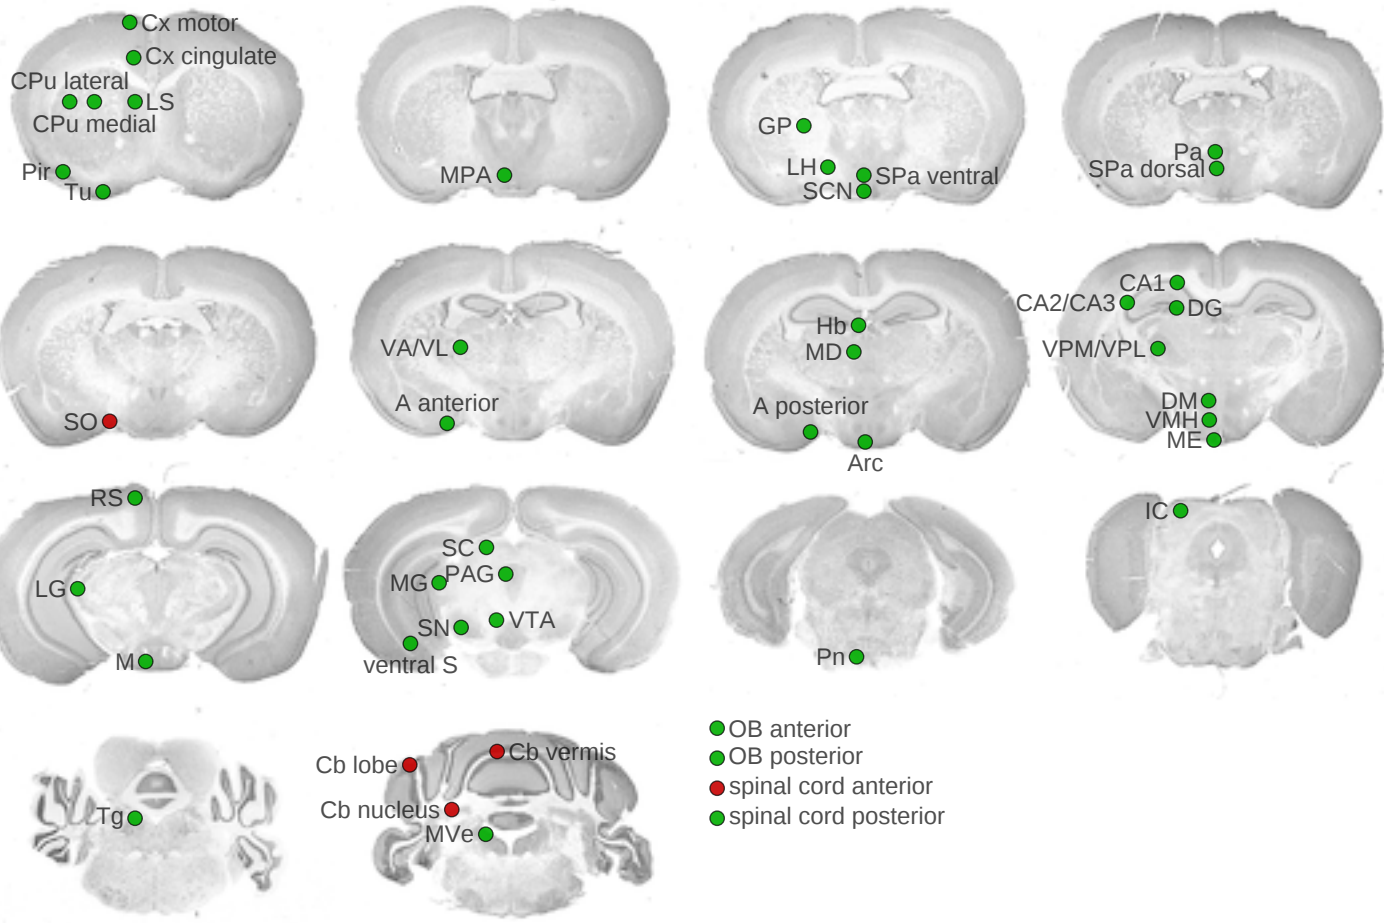 Cx motor
Cx cingulate
CPu lateral
LS
CPu medial
Pir
Tu
MPA
GP
LH
SPa ventral
SCN
Pa
SPa dorsal
SO
VA/VL
A anterior
Hb
MD
A posterior
Arc
CA1
CA2/CA3
DG
VPM/VPL
DM
VMH
ME
RS
LG
M
SC
MG
PAG
SN
VTA
ventral S
Pn
IC
Tg
Cb lobe
Cb vermis
Cb nucleus
MVe
OB anterior
OB posterior
spinal cord anterior
spinal cord posterior